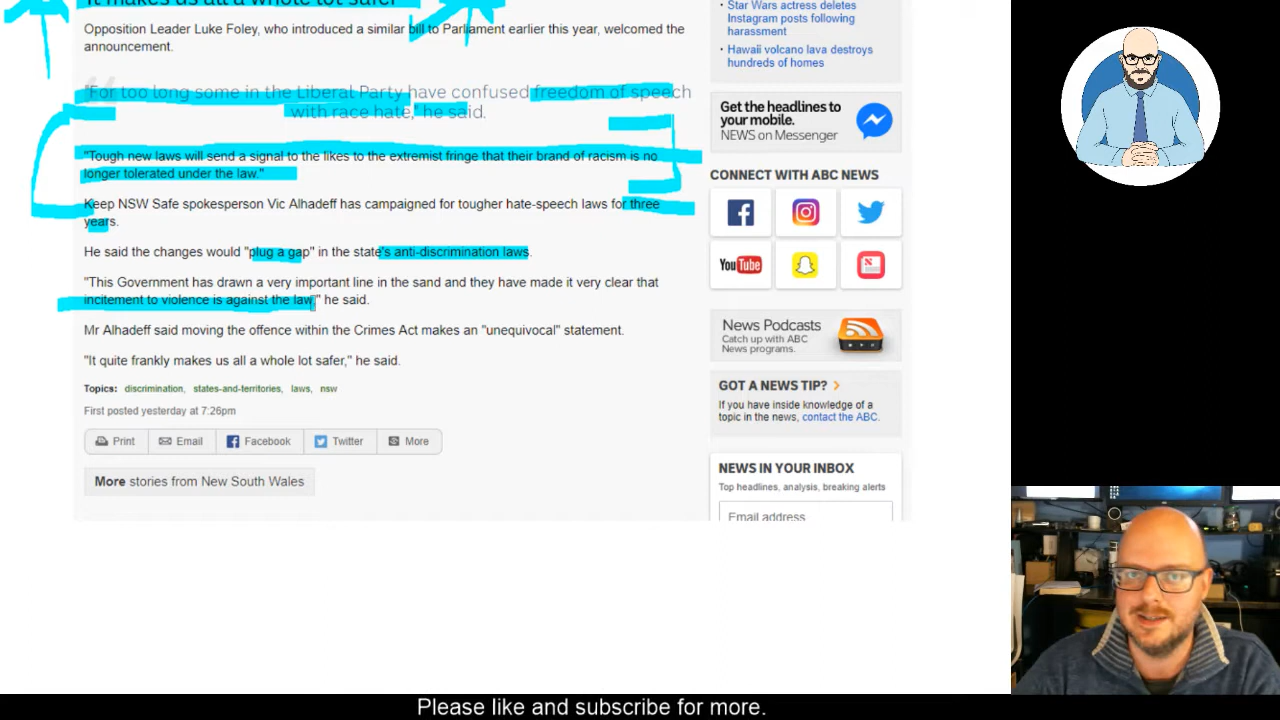 "It makes us all a whole lot safer"
Opposition Leader Luke Foley, who introduced a similar bill to Parliament earlier this year, welcomed the
announcement.
"For too long some in the Liberal Party have confused freedom of speech
with race hate," he said.
"Tough new laws will send a signal to the likes to the extremist fringe that their brand of racism is no
longer tolerated under the law."
Keep NSW Safe spokesperson Vic Alhadeff has campaigned for tougher hate-speech laws for three
years.
He said the changes would "plug a gap" in the state's anti-discrimination laws.
"This Government has drawn a very important line in the sand and they have made it very clear that
incitement to violence is against the law," he said.
Mr Alhadeff said moving the offence within the Crimes Act makes an "unequivocal" statement.
"It quite frankly makes us all a whole lot safer," he said.
Topics: discrimination, states-and-territories, laws, nsw
First posted yesterday at 7:26pm
Print Email Facebook Twitter More
More stories from New South Wales
Star Wars actress deletes
Instagram posts following
harassment
Hawaii volcano lava destroys
hundreds of homes
Get the headlines to
your mobile.
NEWS on Messenger
CONNECT WITH ABC NEWS
YouTube
News Podcasts
Catch up with ABC
News programs.
GOT A NEWS TIP?
If you have inside knowledge of a
topic in the news, contact the ABC.
NEWS IN YOUR INBOX
Top headlines, analysis, breaking alerts
Email address
Please like and subscribe for more.